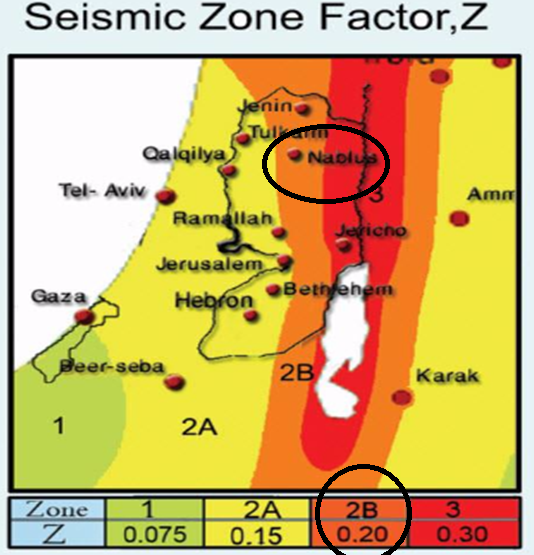 Seismic Zone Factor,Z
Jenin
Tulkarm
Qalqilya
Nablus
Tel- Aviv
3
Amm
Ramallah
Jericho
Jerusalem
Gaza
Hebron
Bethlehem
Beer-seba
2B
Karak
1
2A
Zone 1 2A 2B 3
Z 0.075 0.15 0.20 0.30